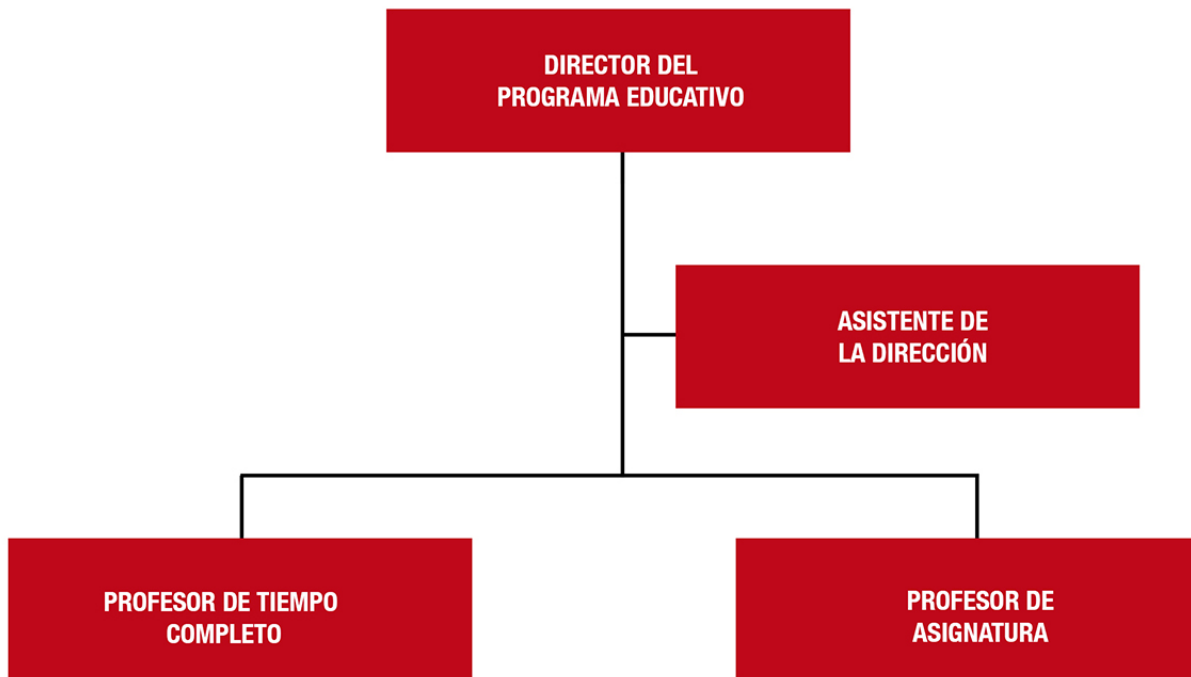 DIRECTOR DEL
PROGRAMA EDUCATIVO
ASISTENTE DE
LA DIRECCIÓN
PROFESOR DE TIEMPO
COMPLETO
PROFESOR DE
ASIGNATURA